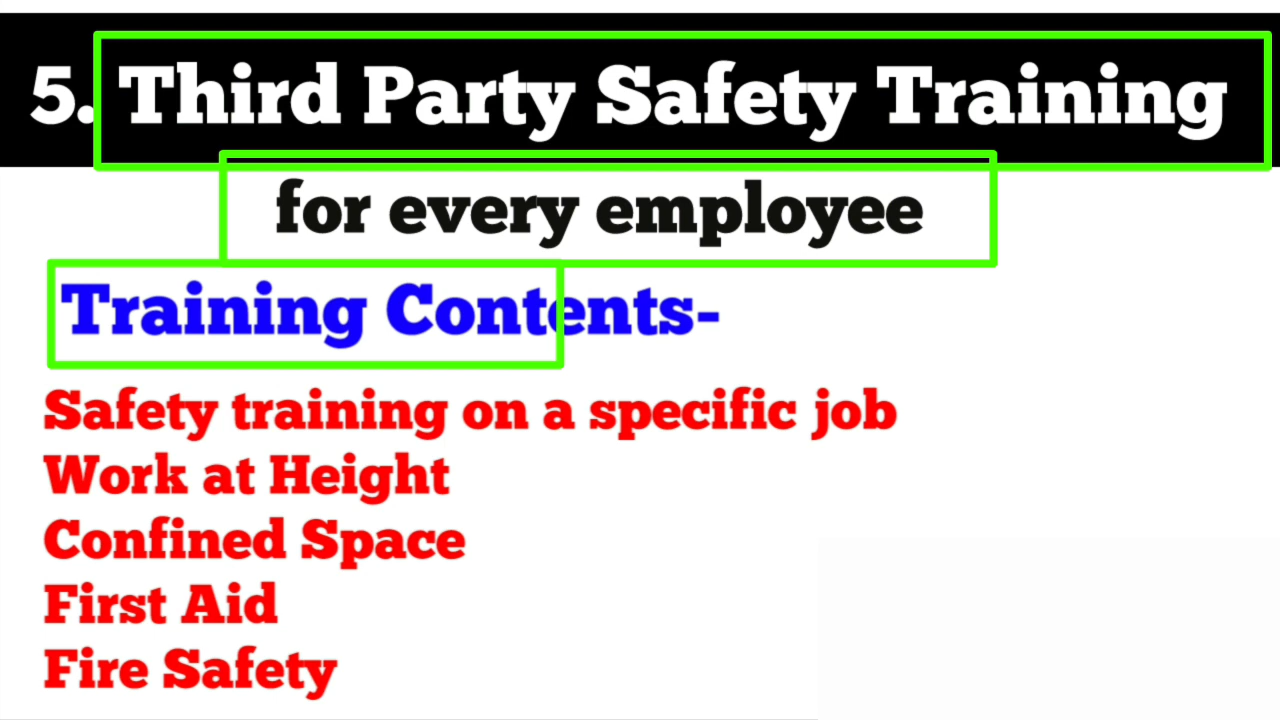 5. Third Party Safety Training
for every employee
Training Contents-
Safety training on a specific job
Work at Height
Confined Space
First Aid
Fire Safety